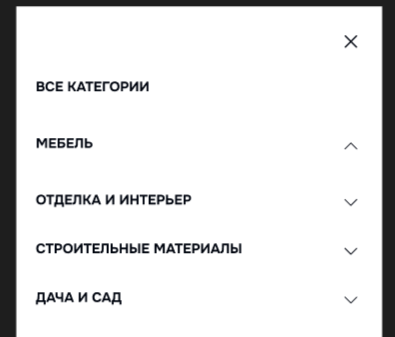 ВСЕ КАТЕГОРИИ
МЕБЕЛЬ
ОТДЕЛКА И ИНТЕРЬЕР
СТРОИТЕЛЬНЫЕ МАТЕРИАЛЫ
ДАЧА И САД